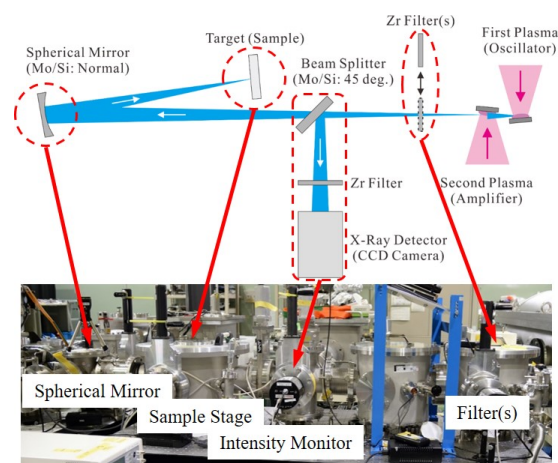 Zr Filter(s)
First Plasma
(Oscillator)
Target (Sample)
Spherical Mirror
(Mo/Si: Normal)
Beam Splitter
(Mo/Si: 45 deg.)
Zr Filter
Second Plasma
(Amplifier)
X-Ray Detector
(CCD Camera)
Spherical Mirror
Sample Stage
Intensity Monitor
Filter(s)